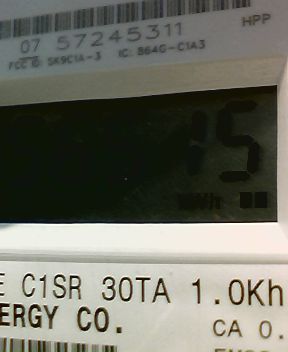 HPP
07 57245311
FCC ID: SK9C1A-3 IC: 864G-C1A3
15
E C1SR 30TA 1.0Kh
ERGY CO.
CA 0.